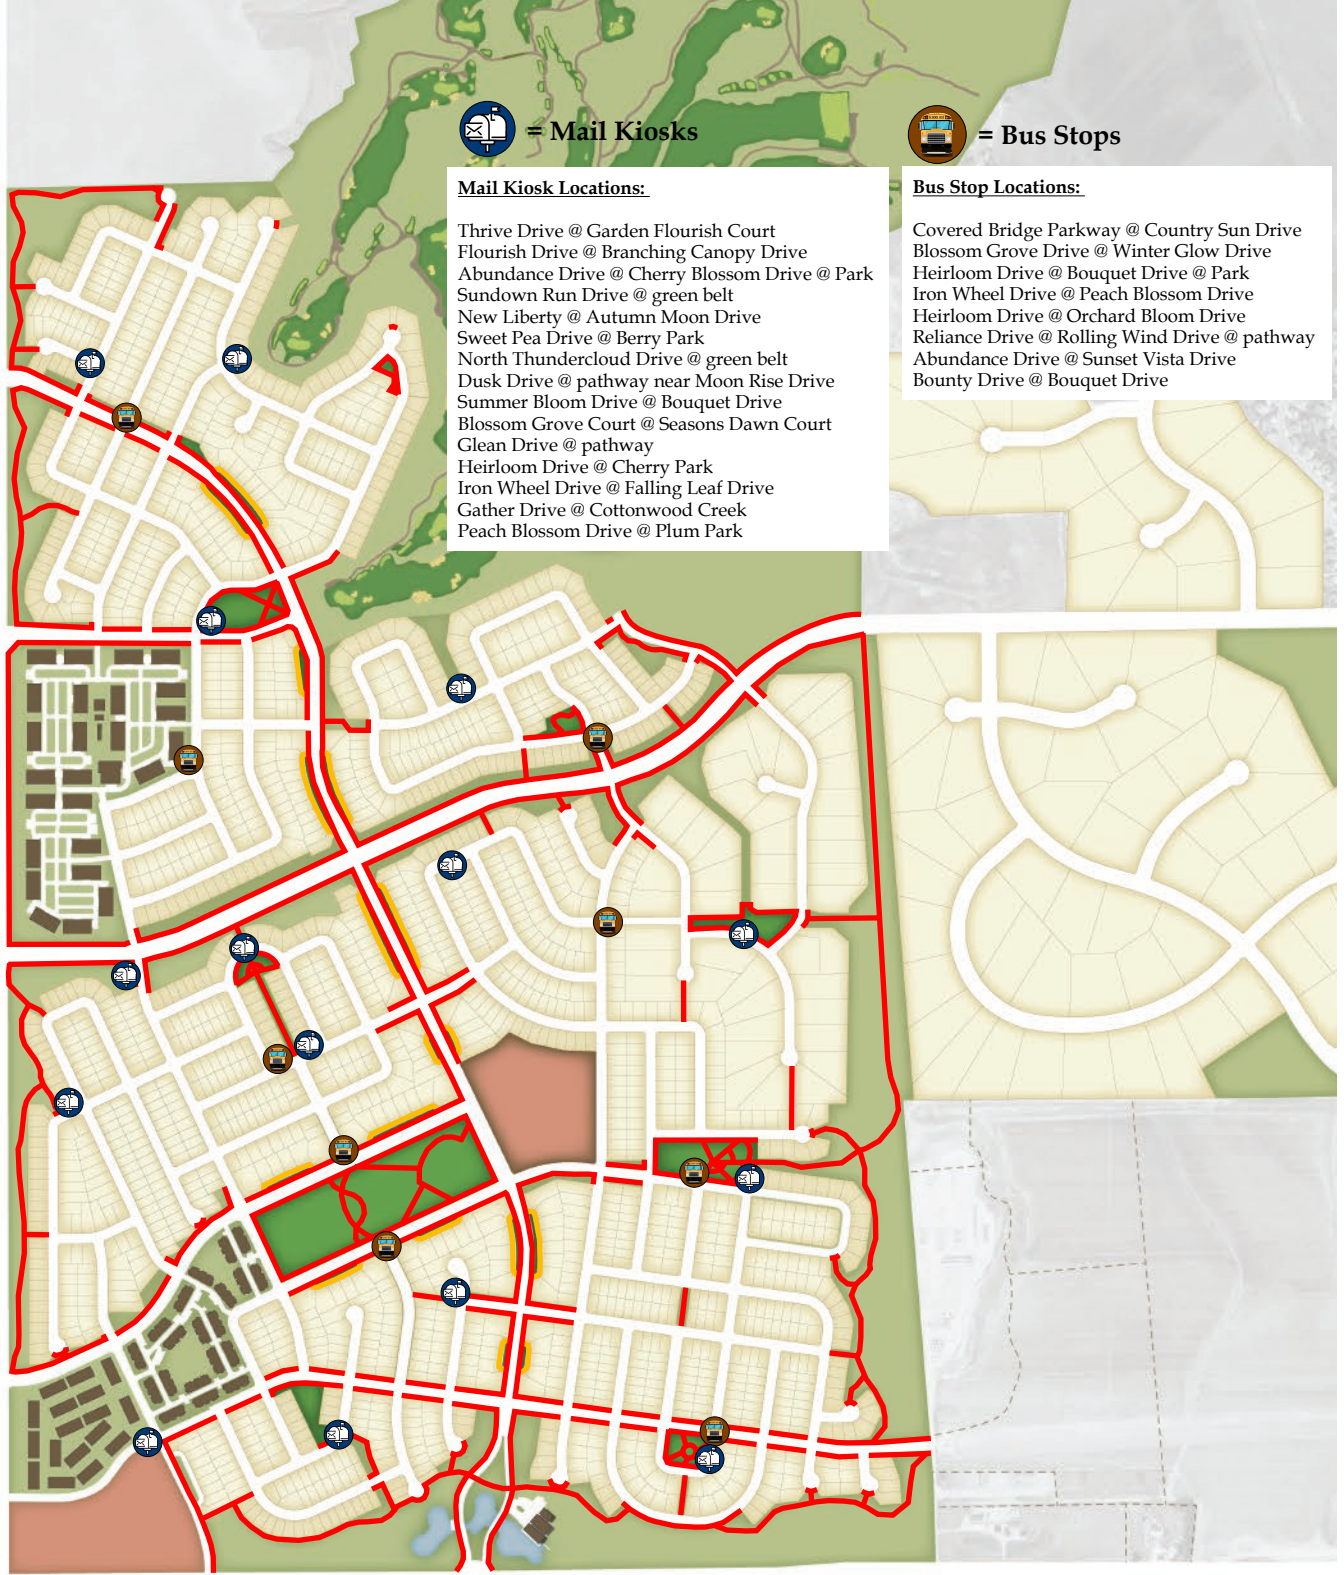 = Mail Kiosks
Mail Kiosk Locations:
Thrive Drive @ Garden Flourish Court
Flourish Drive @ Branching Canopy Drive
Abundance Drive @ Cherry Blossom Drive @ Park
Sundown Run Drive @ green belt
New Liberty @ Autumn Moon Drive
Sweet Pea Drive @ Berry Park
North Thundercloud Drive @ green belt
Dusk Drive @ pathway near Moon Rise Drive
Summer Bloom Drive @ Bouquet Drive
Blossom Grove Court @ Seasons Dawn Court
Glean Drive @ pathway
Heirloom Drive @ Cherry Park
Iron Wheel Drive @ Falling Leaf Drive
Gather Drive @ Cottonwood Creek
Peach Blossom Drive @ Plum Park
= Bus Stops
Bus Stop Locations:
Covered Bridge Parkway @ Country Sun Drive
Blossom Grove Drive @ Winter Glow Drive
Heirloom Drive @ Bouquet Drive @ Park
Iron Wheel Drive @ Peach Blossom Drive
Heirloom Drive @ Orchard Bloom Drive
Reliance Drive @ Rolling Wind Drive @ pathway
Abundance Drive @ Sunset Vista Drive
Bounty Drive @ Bouquet Drive